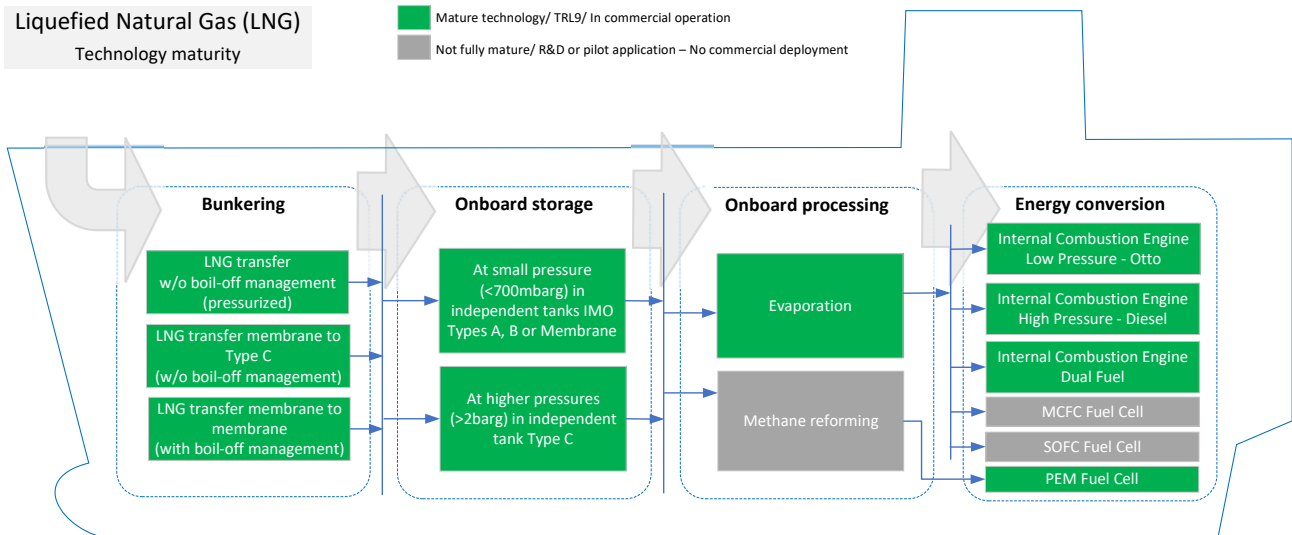 Liquefied Natural Gas (LNG)
Technology maturity
Mature technology/ TRL9/ In commercial operation
Not fully mature/ R&D or pilot application – No commercial deployment
Bunkering
LNG transfer
w/o boil-off management
(pressurized)
LNG transfer membrane to
Type C
(w/o boil-off management)
LNG transfer membrane to
membrane
(with boil-off management)
Onboard storage
At small pressure
(<700mbarg) in
independent tanks IMO
Types A, B or Membrane
At higher pressures
(>2barg) in independent
tank Type C
Onboard processing
Evaporation
Methane reforming
Energy conversion
Internal Combustion Engine
Low Pressure - Otto
Internal Combustion Engine
High Pressure - Diesel
Internal Combustion Engine
Dual Fuel
MCFC Fuel Cell
SOFC Fuel Cell
PEM Fuel Cell